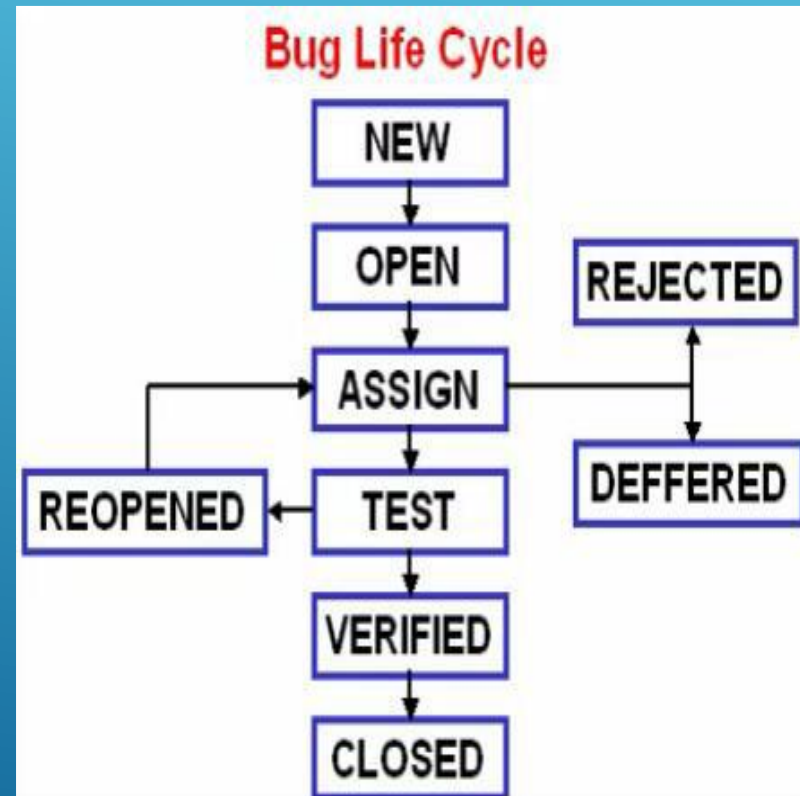 Bug Life Cycle
NEW
OPEN
REJECTED
ASSIGN
DEFFERED
REOPENED
TEST
VERIFIED
CLOSED